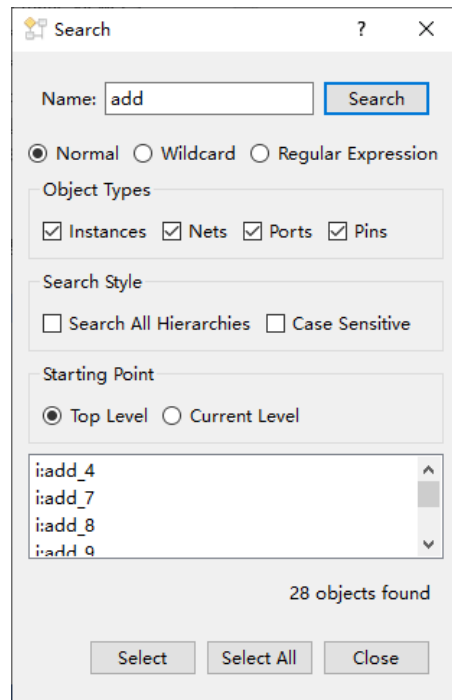 Search ?
Name: add Search
Normal Wildcard Regular Expression
Object Types
Instances Nets Ports Pins
Search Style
Search All Hierarchies Case Sensitive
Starting Point
Top Level Current Level
i:add_4
i:add_7
i:add_8
i:add_9
28 objects found
Select Select All Close